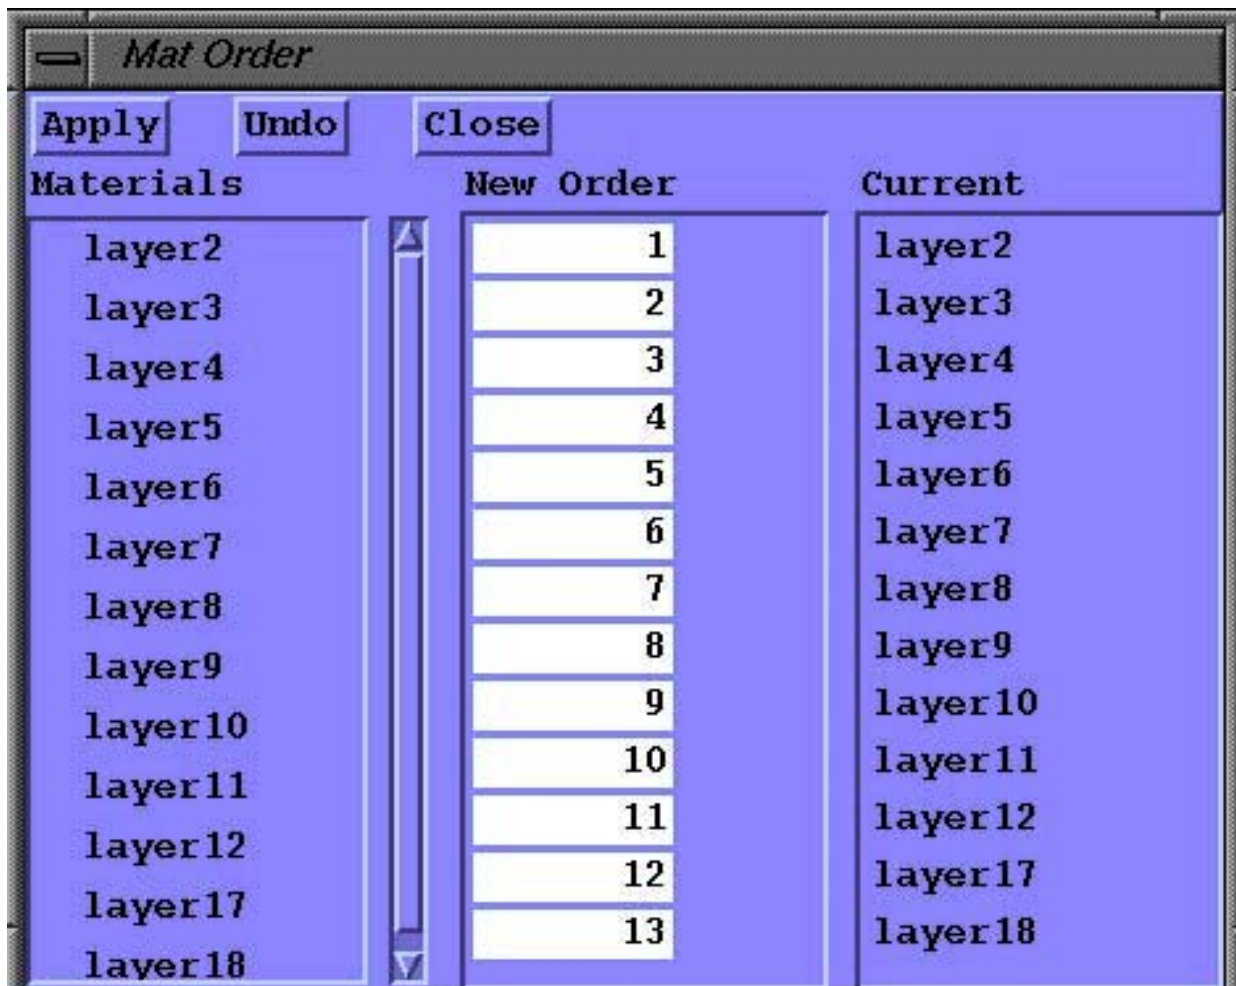 Mat Order
Apply Undo Close
Materials New Order Current
layer2 1 layer2
layer3 2 layer3
layer4 3 layer4
layer5 4 layer5
layer6 5 layer6
layer7 6 layer7
layer8 7 layer8
layer9 8 layer9
layer10 9 layer10
layer11 10 layer11
layer12 11 layer12
layer17 12 layer17
layer18 13 layer18